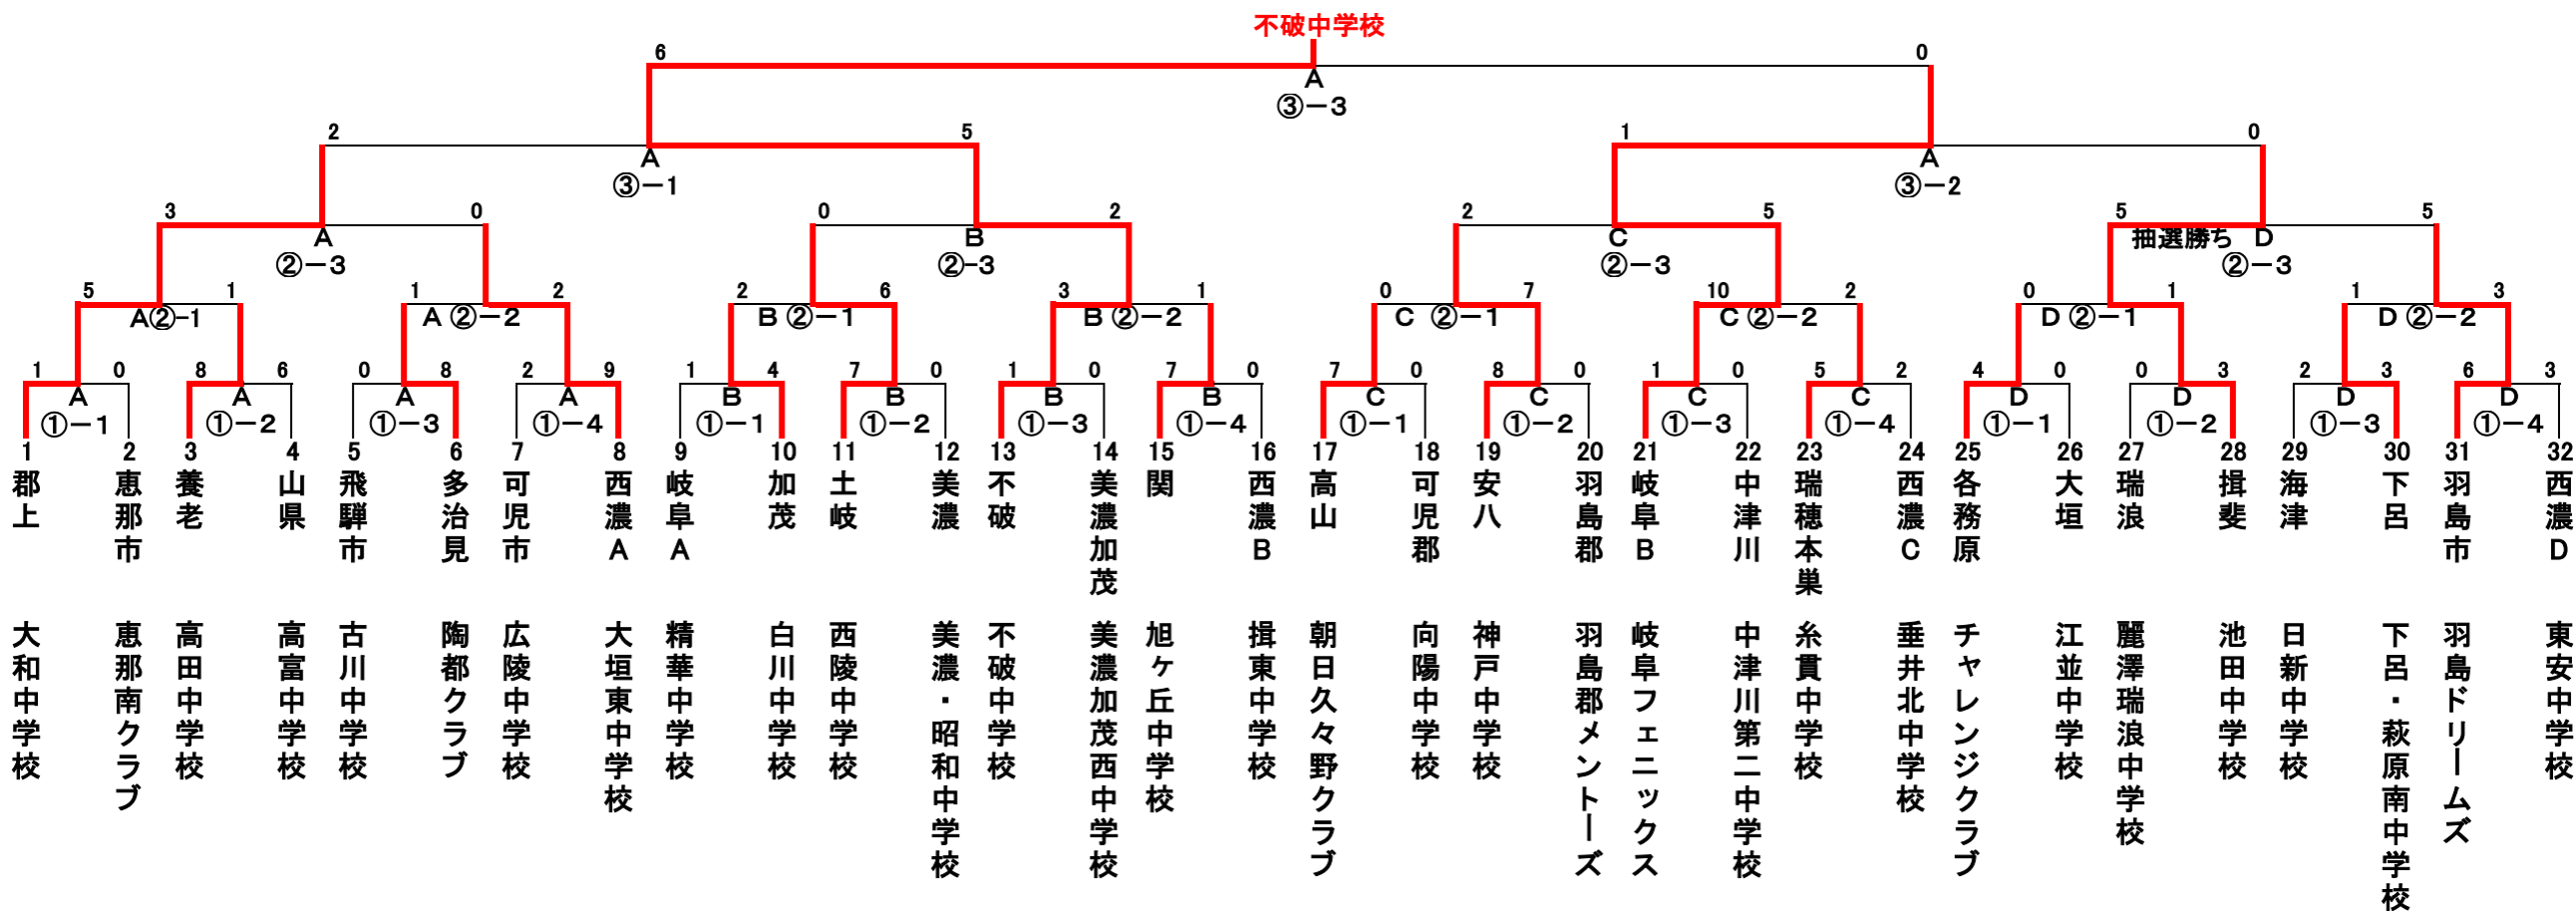 不破中学校
6 0
A
③－3
2 5 1 0
A A
③－1 ③－2
3 0 0 2 2 5 5 5
A B C 抽選勝ち D
②－3 ②-3 ②－3 ②－3
5 1 1 2 2 6 3 1 0 7 10 2 0 1 1 3
A②-1 A ②－2 B ②－1 B ②－2 C ②－1 C ②－2 D ②－1 D ②－2
1 0 8 6 0 8 2 9 1 4 7 0 1 0 7 0 7 0 8 0 1 0 5 2 4 0 0 3 2 3 6 3
A A A A B B B B C C C C D D D D
①－1 ①－2 ①－3 ①－4 ①－1 ①－2 ①－3 ①－4 ①－1 ①－2 ①－3 ①－4 ①－1 ①－2 ①－3 ①－4
1 2 3 4 5 6 7 8 9 10 11 12 13 14 15 16 17 18 19 20 21 22 23 24 25 26 27 28 29 30 31 32
郡上
恵那市
養老
山県
飛騨市
多治見
可児市
西濃A
岐阜A
加茂
土岐
美濃
不破
美濃加茂
関
西濃B
高山
可児郡
安八
羽島郡
岐阜B
中津川
瑞穂本巣
西濃C
各務原
大垣
瑞浪
揖斐
海津
下呂
羽島市
西濃D
大和中学校
恵那南クラブ
高田中学校
高富中学校
古川中学校
陶都クラブ
広陵中学校
大垣東中学校
精華中学校
白川中学校
西陵中学校
美濃・昭和中学校
不破中学校
美濃加茂西中学校
旭ヶ丘中学校
揖東中学校
朝日久々野クラブ
向陽中学校
神戸中学校
羽島郡メントーズ
岐阜フェニックス
中津川第二中学校
糸貫中学校
垂井北中学校
チャレンジクラブ
江並中学校
麗澤瑞浪中学校
池田中学校
日新中学校
下呂・萩原南中学校
羽島ドリームズ
東安中学校